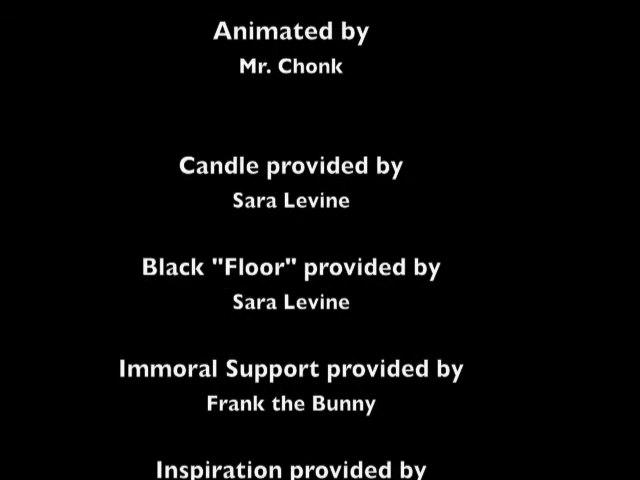 Animated by
Mr. Chonk
Candle provided by
Sara Levine
Black "Floor" provided by
Sara Levine
Immoral Support provided by
Frank the Bunny
Inspiration provided by